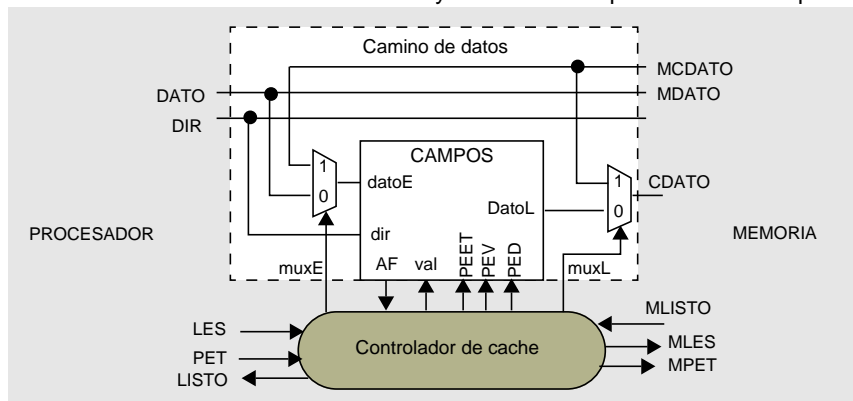 Camino de datos
MCDATO
DATO
MDATO
DIR
CAMPOS
1
0
datoE
DatoL
1
0
CDATO
PROCESADOR
dir
MEMORIA
muxE
AF
val
PEET
PEV
PED
muxL
MLISTO
LES
PET
LISTO
Controlador de cache
MLES
MPET